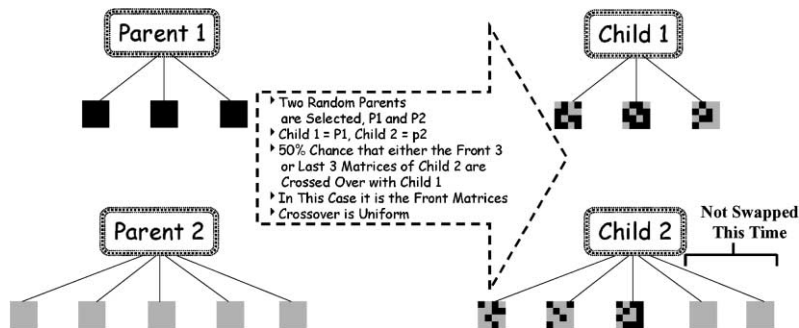 Parent 1
Child 1
Two Random Parents
are Selected, P1 and P2
Child 1 = P1, Child 2 = p2
50% Chance that either the Front 3
or Last 3 Matrices of Child 2 are
Crossed Over with Child 1
In This Case it is the Front Matrices
Crossover is Uniform
Parent 2
Child 2
Not Swapped
This Time